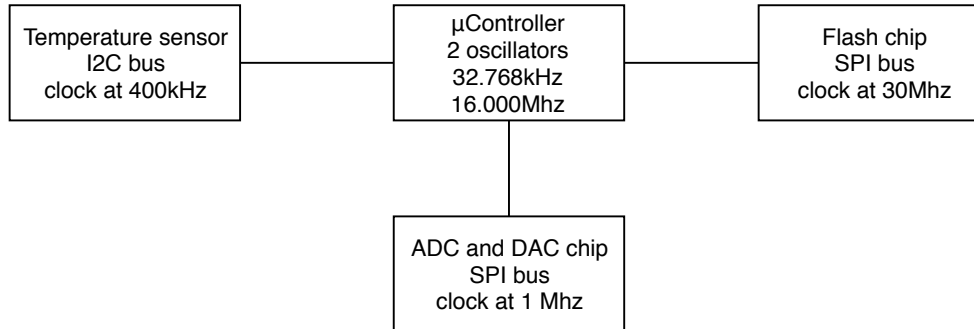 Temperature sensor
I2C bus
clock at 400kHz
µController
2 oscillators
32.768kHz
16.000Mhz
Flash chip
SPI bus
clock at 30Mhz
ADC and DAC chip
SPI bus
clock at 1 Mhz